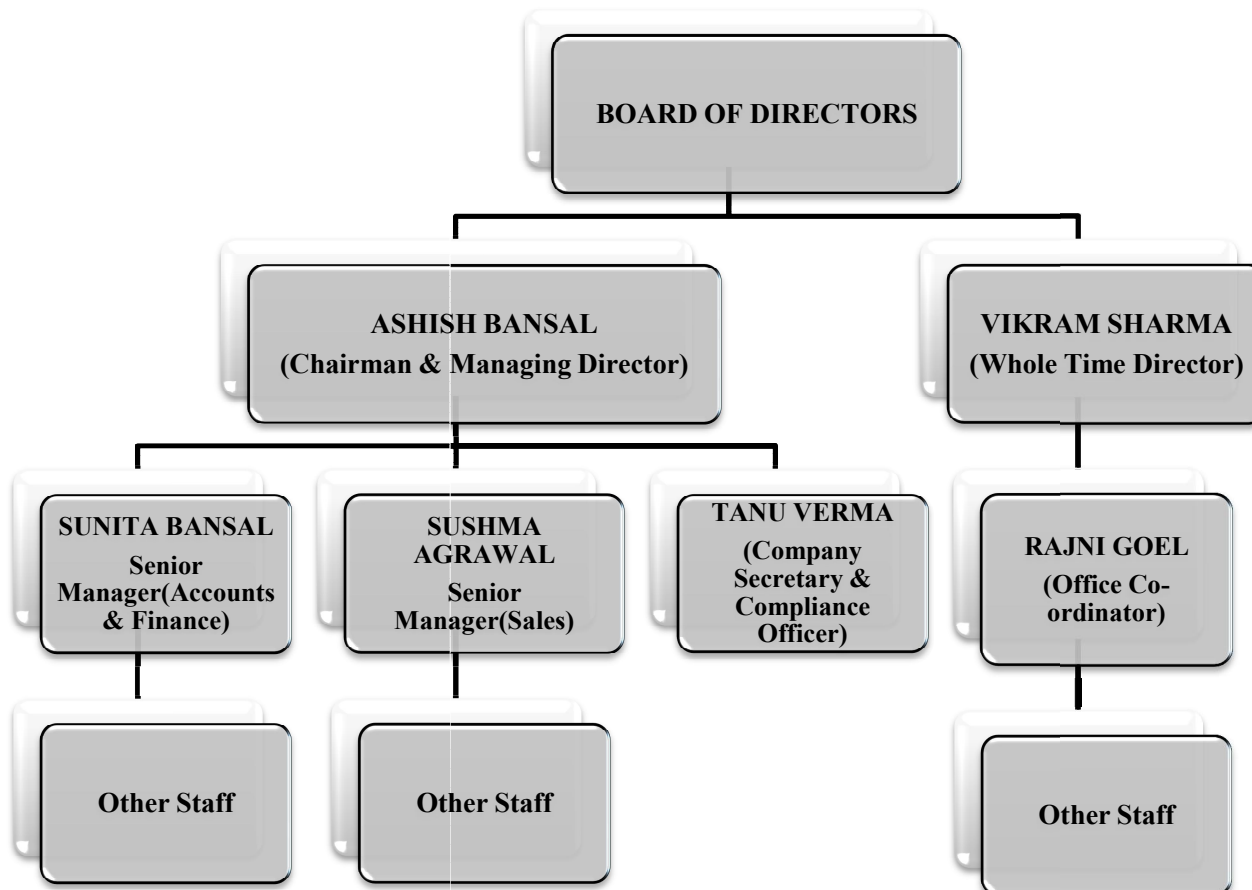 BOARD OF DIRECTORS
ASHISH BANSAL
(Chairman & Managing Director)
VIKRAM SHARMA
(Whole Time Director)
SUNITA BANSAL
Senior
Manager(Accounts
& Finance)
SUSHMA
AGRAWAL
Senior
Manager(Sales)
TANU VERMA
(Company
Secretary &
Compliance
Officer)
RAJNI GOEL
(Office Co-
ordinator)
Other Staff
Other Staff
Other Staff